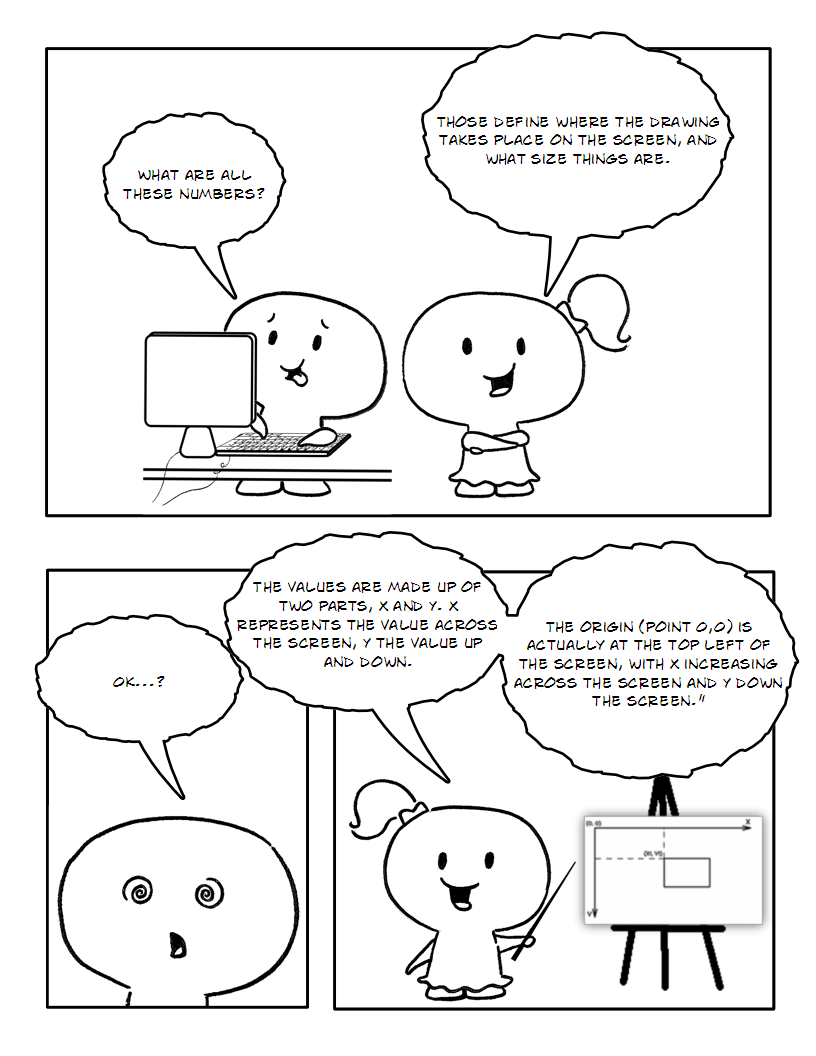 WHAT ARE ALL
THESE NUMBERS?
THOSE DEFINE WHERE THE DRAWING
TAKES PLACE ON THE SCREEN, AND
WHAT SIZE THINGS ARE.
OK...?
THE VALUES ARE MADE UP OF
TWO PARTS, X AND Y. X
REPRESENTS THE VALUE ACROSS
THE SCREEN, Y THE VALUE UP
AND DOWN.
THE ORIGIN (POINT 0,0) IS
ACTUALLY AT THE TOP LEFT OF
THE SCREEN, WITH X INCREASING
ACROSS THE SCREEN AND Y DOWN
THE SCREEN."
(0, 0)
X
Y